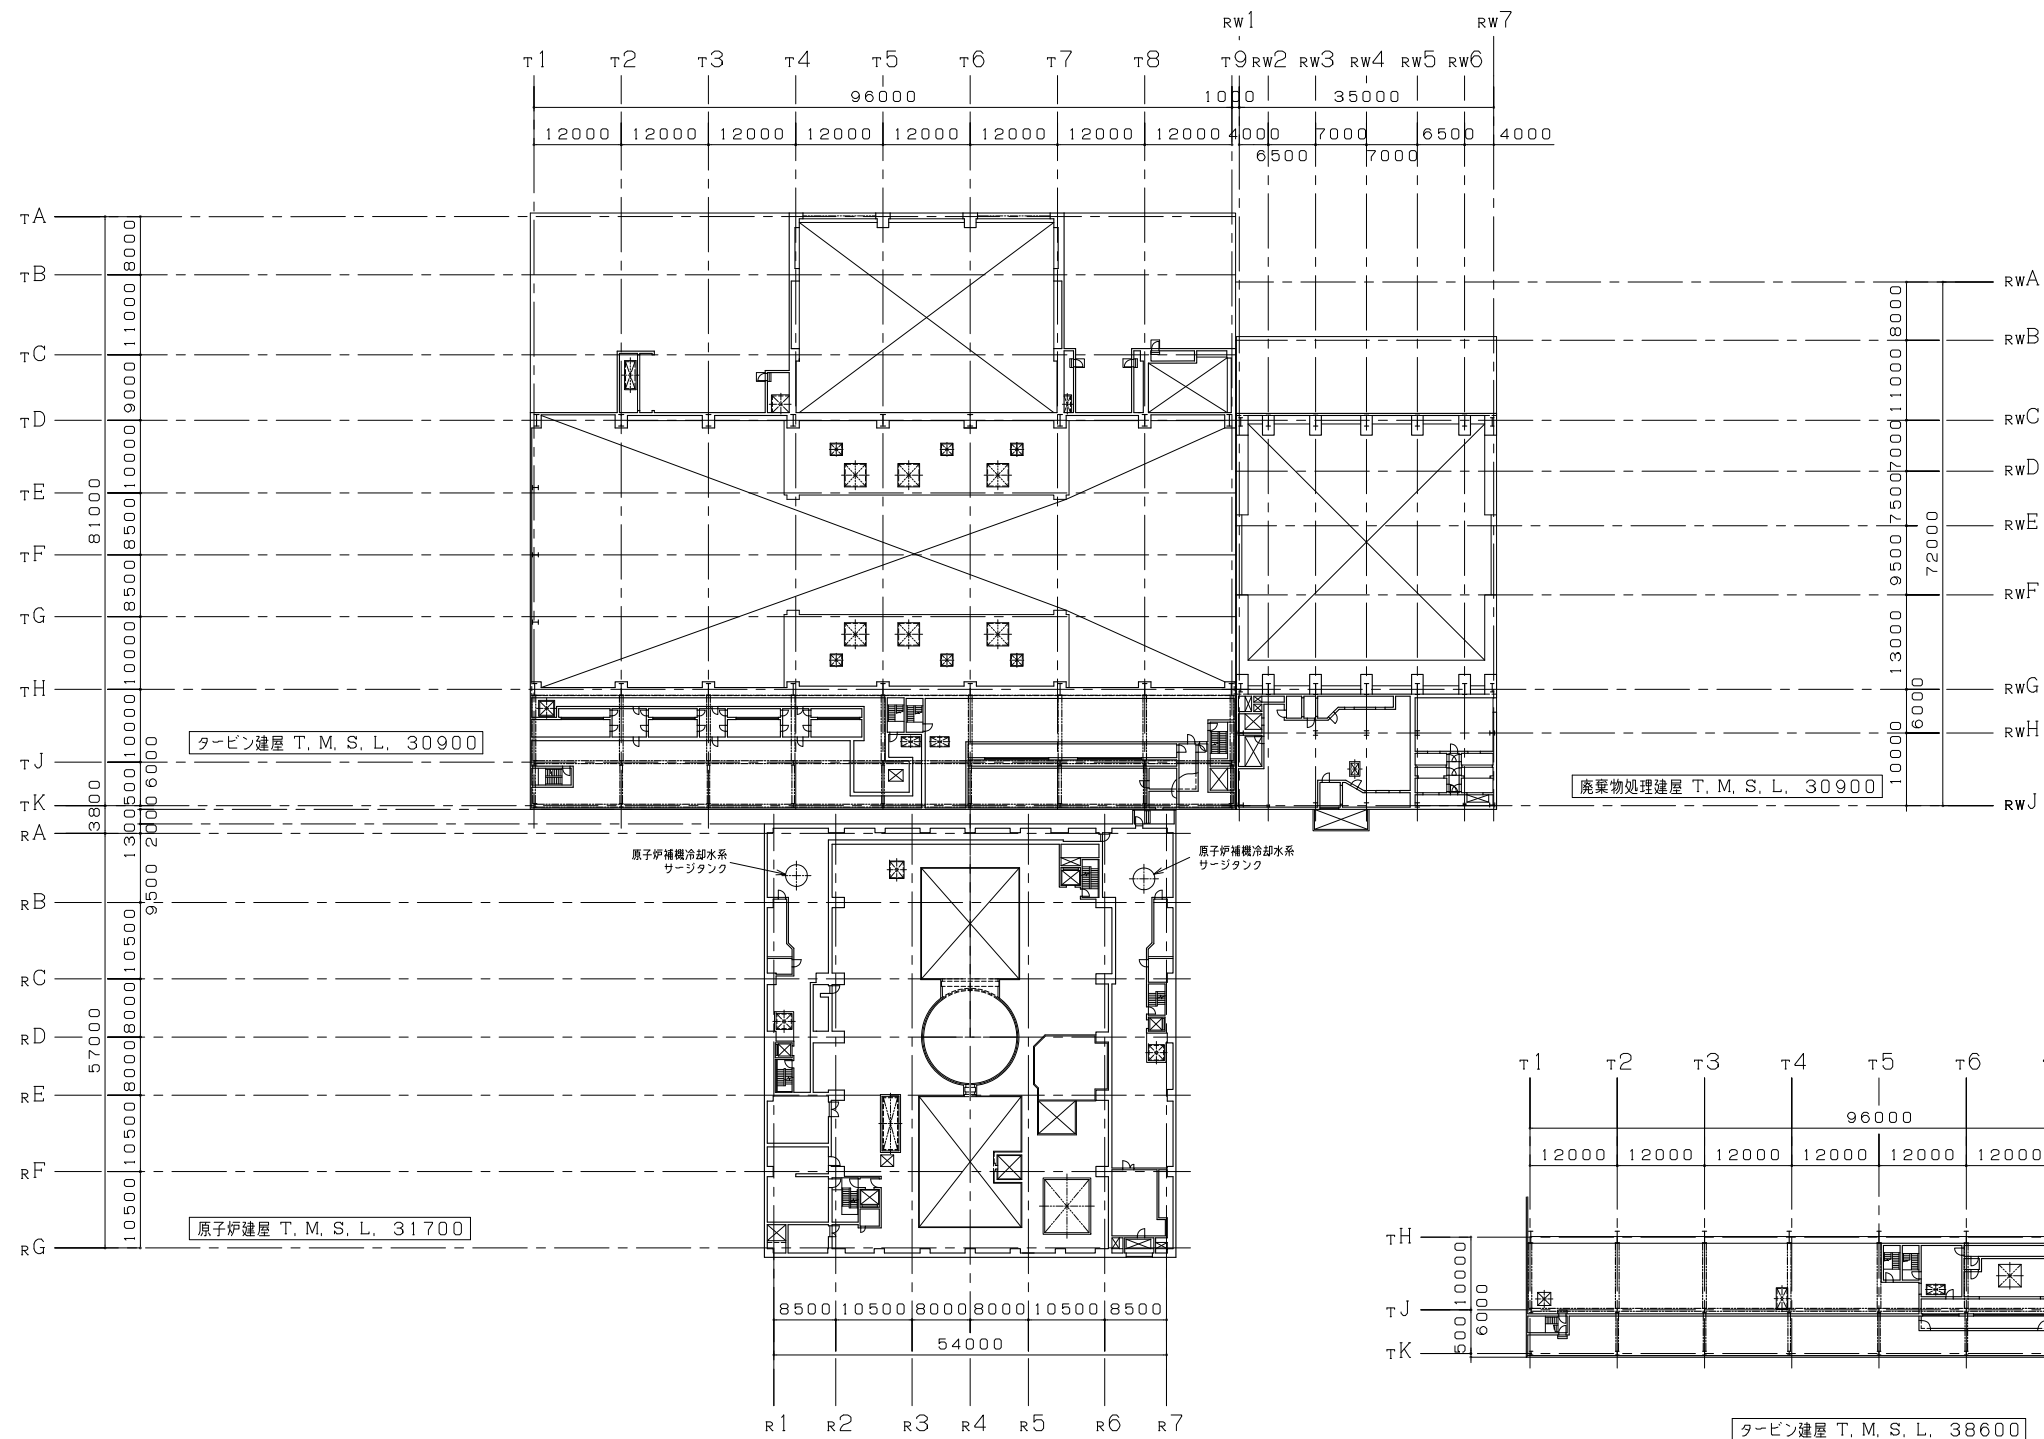 RW1 RW7
T1 T2 T3 T4 T5 T6 T7 T8 T9 RW2 RW3 RW4 RW5 RW6
96000 1000 35000
12000 12000 12000 12000 12000 12000 12000 12000 4000 7000 6500 4000
6500 7000
TA
TB
TC
TD
TE
TF
TG
TH
TJ
TK
RA
RB
RC
RD
RE
RF
RG
81000
3800
57000
8000
11000
9000
10000
8500
8500
10000
10000
6000
500
1300
2000
9500
10500
8000
8000
10500
10500
RWA
RWB
RWC
RWD
RWE
RWF
RWG
RWH
RWJ
8000
11000
7000
7500
9500
13000
6000
10000
72000
タービン建屋 T. M. S. L. 30900
廃棄物処理建屋 T. M. S. L. 30900
原子炉補機冷却水系
サージタンク
原子炉補機冷却水系
サージタンク
原子炉建屋 T. M. S. L. 31700
8500 10500 8000 8000 10500 8500
54000
R1 R2 R3 R4 R5 R6 R7
T1 T2 T3 T4 T5 T6
96000
12000 12000 12000 12000 12000 12000
TH
TJ
TK
10000
6000
500
タービン建屋 T. M. S. L. 38600